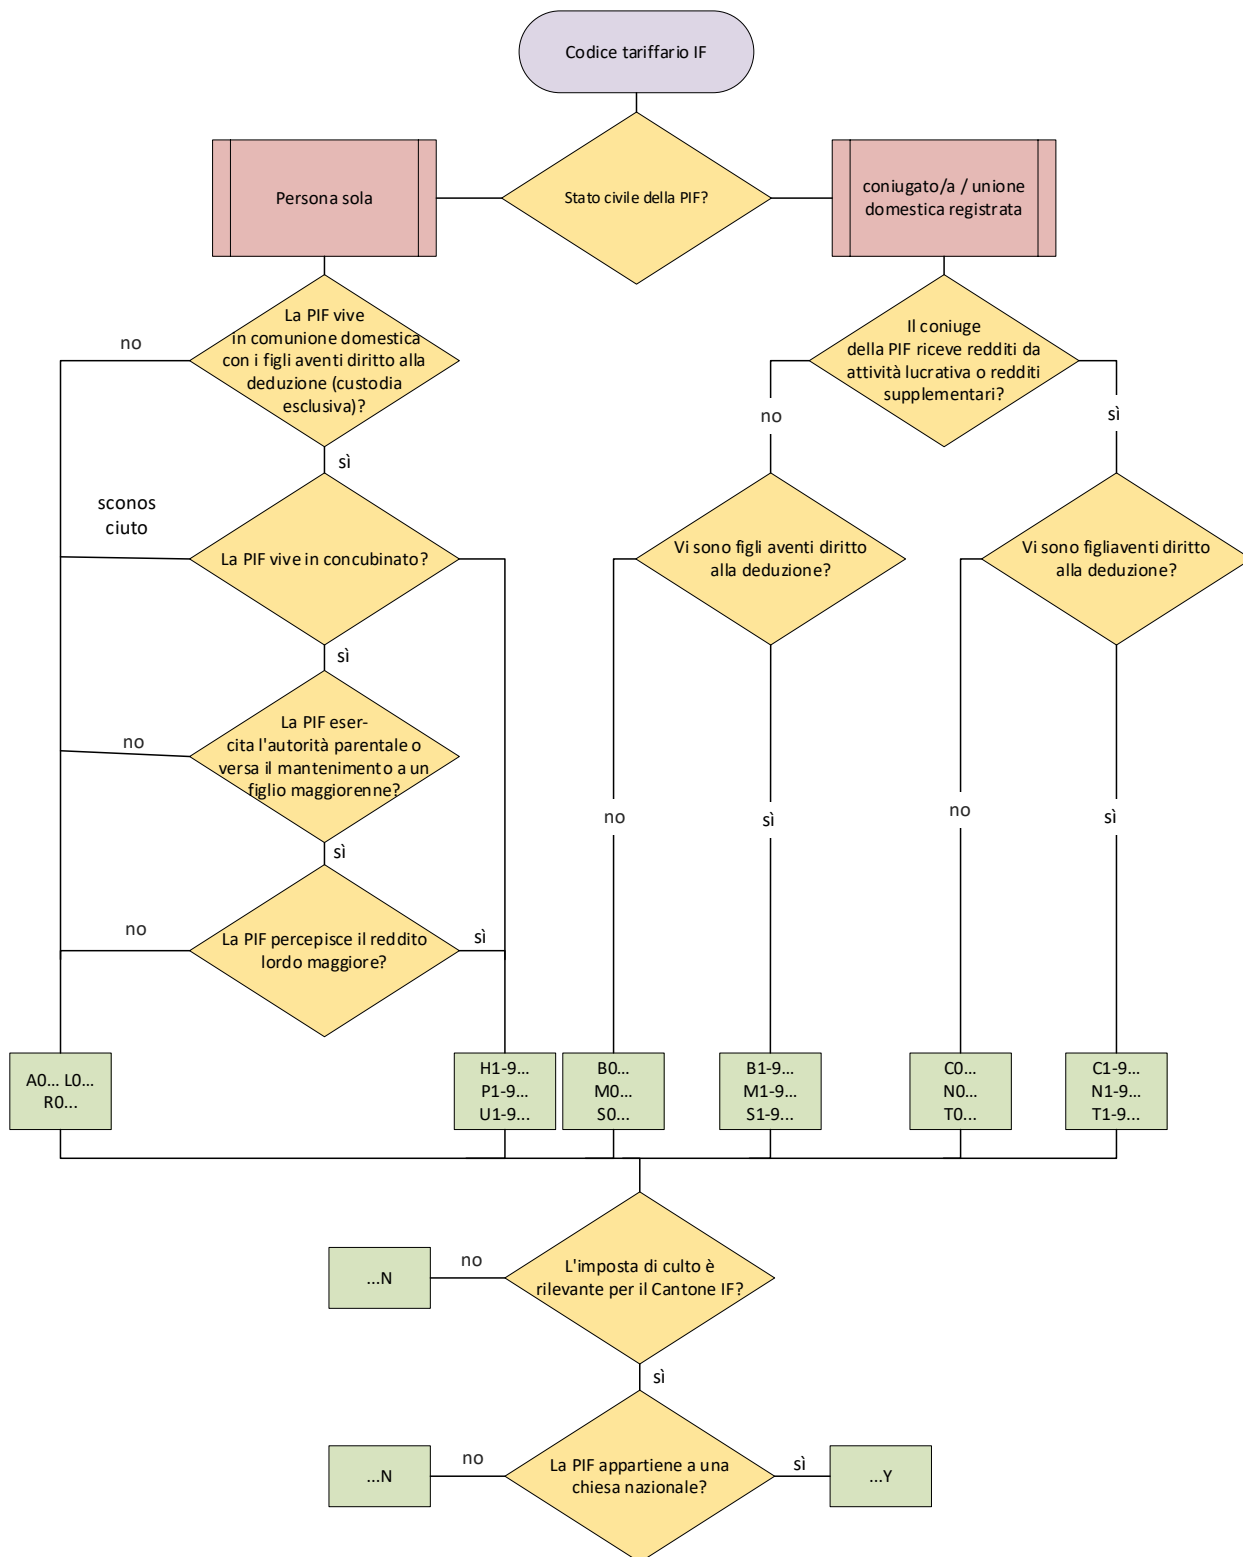 Codice tariffario IF
Persona sola
Stato civile della PIF?
coniugato/a / unione
domestica registrata
La PIF vive
in comunione domestica
con i figli aventi diritto alla
deduzione (custodia
esclusiva)?
no
Il coniuge
della PIF riceve redditi da
attività lucrativa o redditi
supplementari?
no
sì
sì
sconos
ciuto
La PIF vive in concubinato?
Vi sono figli aventi diritto
alla deduzione?
Vi sono figliaventi diritto
alla deduzione?
sì
La PIF eser-
cita l'autorità parentale o
versa il mantenimento a un
figlio maggiorenne?
no
no
sì
no
sì
sì
La PIF percepisce il reddito
lordo maggiore?
no
sì
A0... L0...
R0...
H1-9...
P1-9...
U1-9...
B0...
M0...
S0...
B1-9...
M1-9...
S1-9...
C0...
N0...
T0...
C1-9...
N1-9...
T1-9...
...N
no
L'imposta di culto è
rilevante per il Cantone IF?
sì
...N
no
La PIF appartiene a una
chiesa nazionale?
sì
...Y